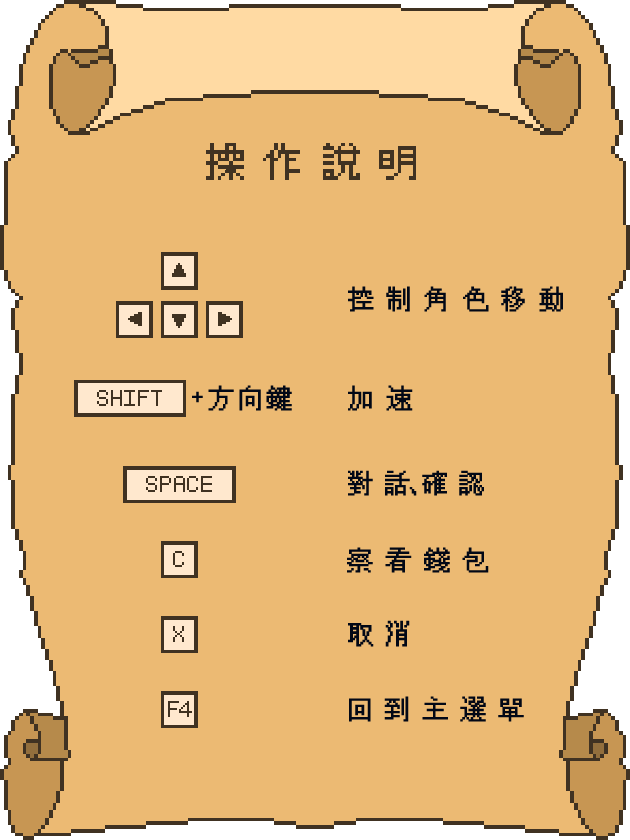 操作說明
控制角色移動
SHIFT +方向鍵 加速
SPACE 對話、確認
C 察看錢包
X 取消
F4 回到主選單